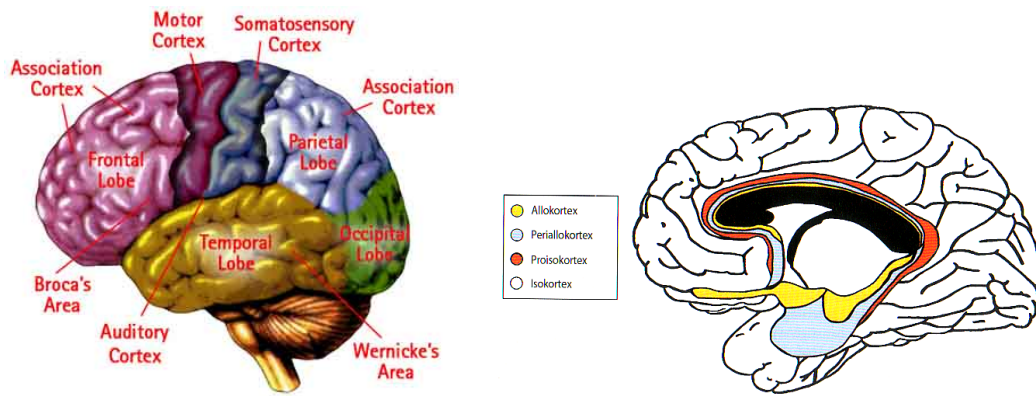 Motor
Cortex
Somatosensory
Cortex
Association
Cortex
Association
Cortex
Frontal
Lobe
Parietal
Lobe
Temporal
Lobe
Occipital
Lobe
Broca's
Area
Auditory
Cortex
Wernicke's
Area
Allokortex
Periallokortex
Proisokortex
Isokortex